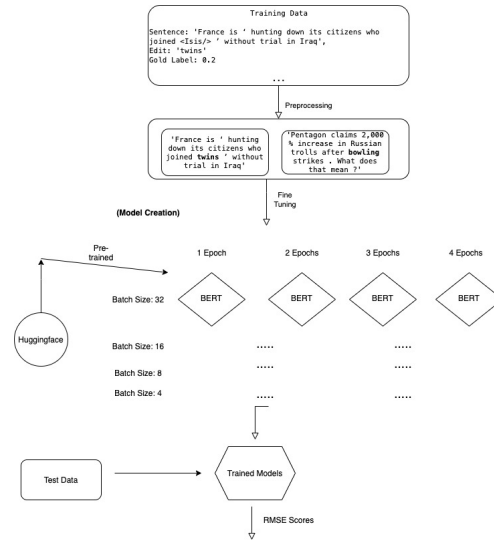 Training Data
Sentence: 'France is ‘ hunting down its citizens who
joined <Isis/> ’ without trial in Iraq',
Edit: 'twins'
Gold Label: 0.2
...
Preprocessing
'France is ‘ hunting
down its citizens who
joined twins ’ without
trial in Iraq'
'Pentagon claims 2,000
% increase in Russian
trolls after bowling
strikes . What does
that mean ?'
Fine
Tuning
(Model Creation)
Pre-
trained
1 Epoch 2 Epochs 3 Epochs 4 Epochs
Batch Size: 32 BERT BERT BERT BERT
Huggingface
Batch Size: 16 ..... .....
Batch Size: 8 ..... .....
Batch Size: 4 ..... .....
Test Data
Trained Models
RMSE Scores